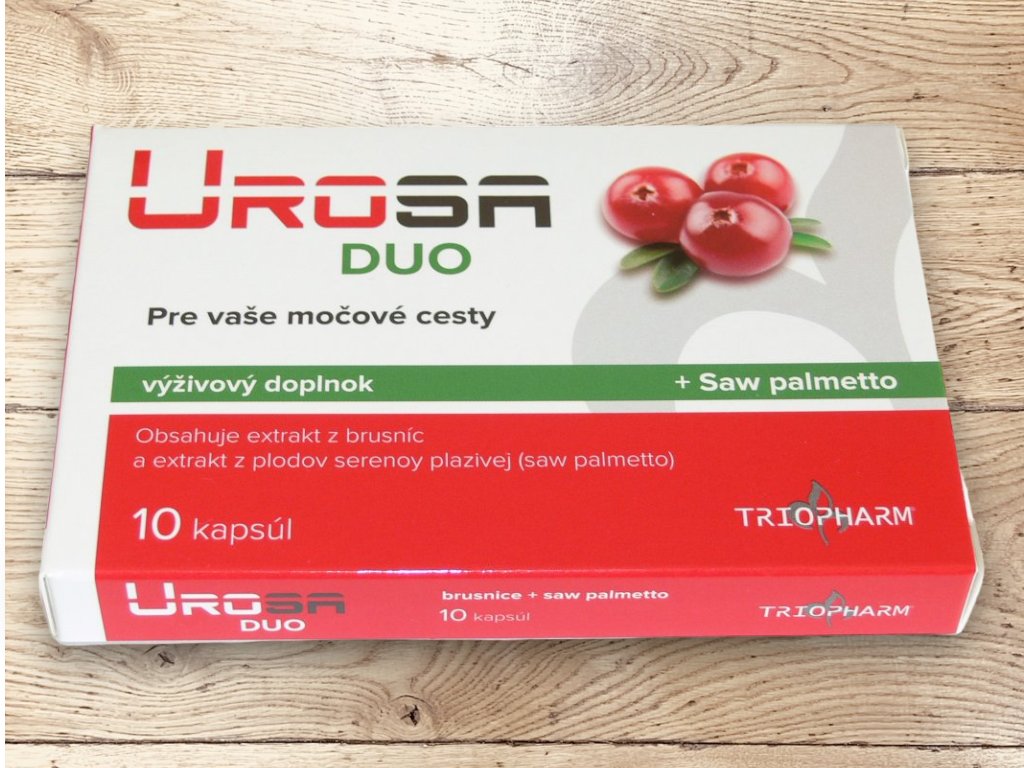 UROSA
DUO
Pre vaše močové cesty
výživový doplnok + Saw palmetto
Obsahuje extrakt z brusníc
a extrakt z plodov serenoy plazivej (saw palmetto)
10 kapsúl
TRIOPHARM
UROSA
DUO
brusnice + saw palmetto
10 kapsúl
TRIOPHARM